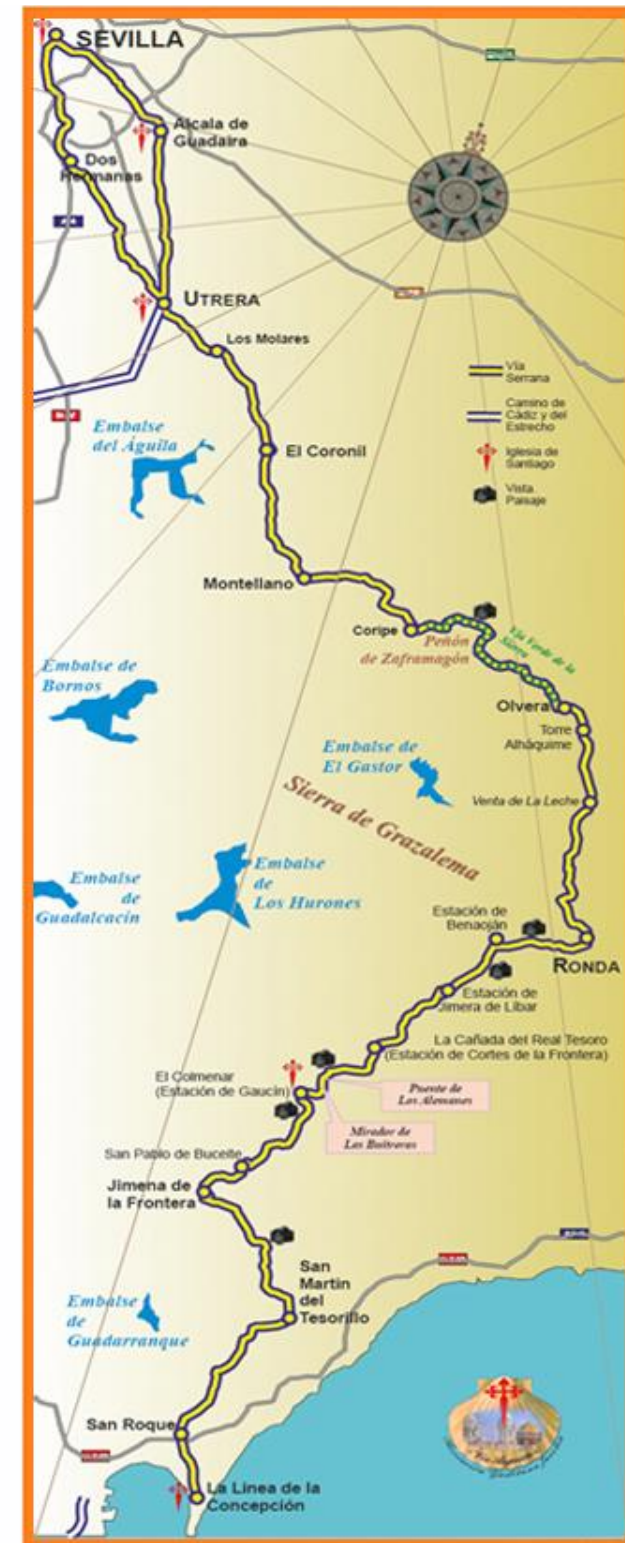 SEVILLA
Alcala de
Guadaira
Dos
Hermanas
UTRERA
Los Molares
Vía
Serrana
Camino de
Cádiz y del
Estrecho
Iglesia de
Santiago
Vista
Paisaje
Embalse
del Águila
El Coronil
Montellano
Coripe
Peñón
de Zaframagón
Vía Verde de la
Sierra
Embalse de
Bornos
Olvera
Torre
Alháquime
Embalse de
El Gastor
Venta de La Leche
Sierra de Grazalema
Embalse
de
Guadalcacín
Embalse
de
Los Hurones
Estación de
Benaoján
RONDA
Estación de
Jimera de Líbar
La Cañada del Real Tesoro
(Estación de Cortes de la Frontera)
El Colmenar
(Estación de Gaucín)
Puente de
Los Alemanes
Mirador de
Las Buitreras
San Pablo de Buceite
Jimena de
la Frontera
San
Martin
del
Tesorillo
Embalse
de
Guadarranque
San Roque
La Linea de la
Concepción